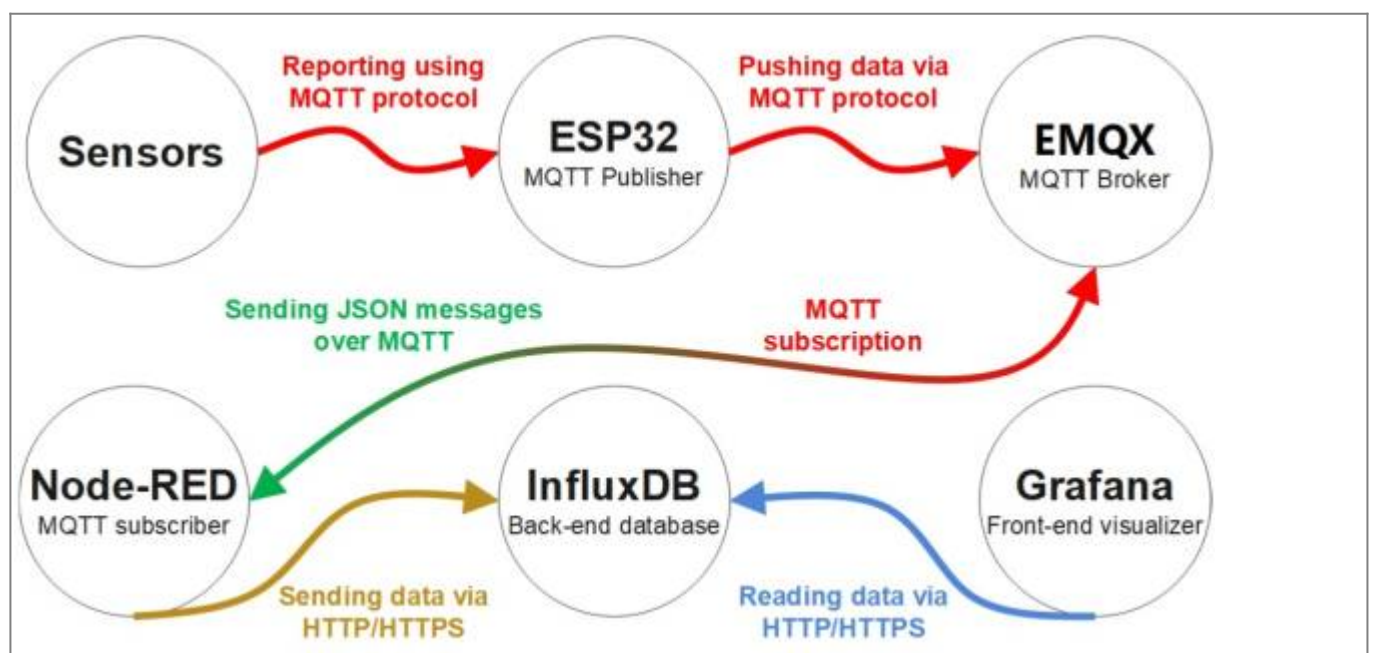 Reporting using
MQTT protocol
Pushing data via
MQTT protocol
Sensors
ESP32
MQTT Publisher
EMQX
MQTT Broker
Sending JSON messages
over MQTT
MQTT
subscription
Node-RED
MQTT subscriber
InfluxDB
Back-end database
Grafana
Front-end visualizer
Sending data via
HTTP/HTTPS
Reading data via
HTTP/HTTPS